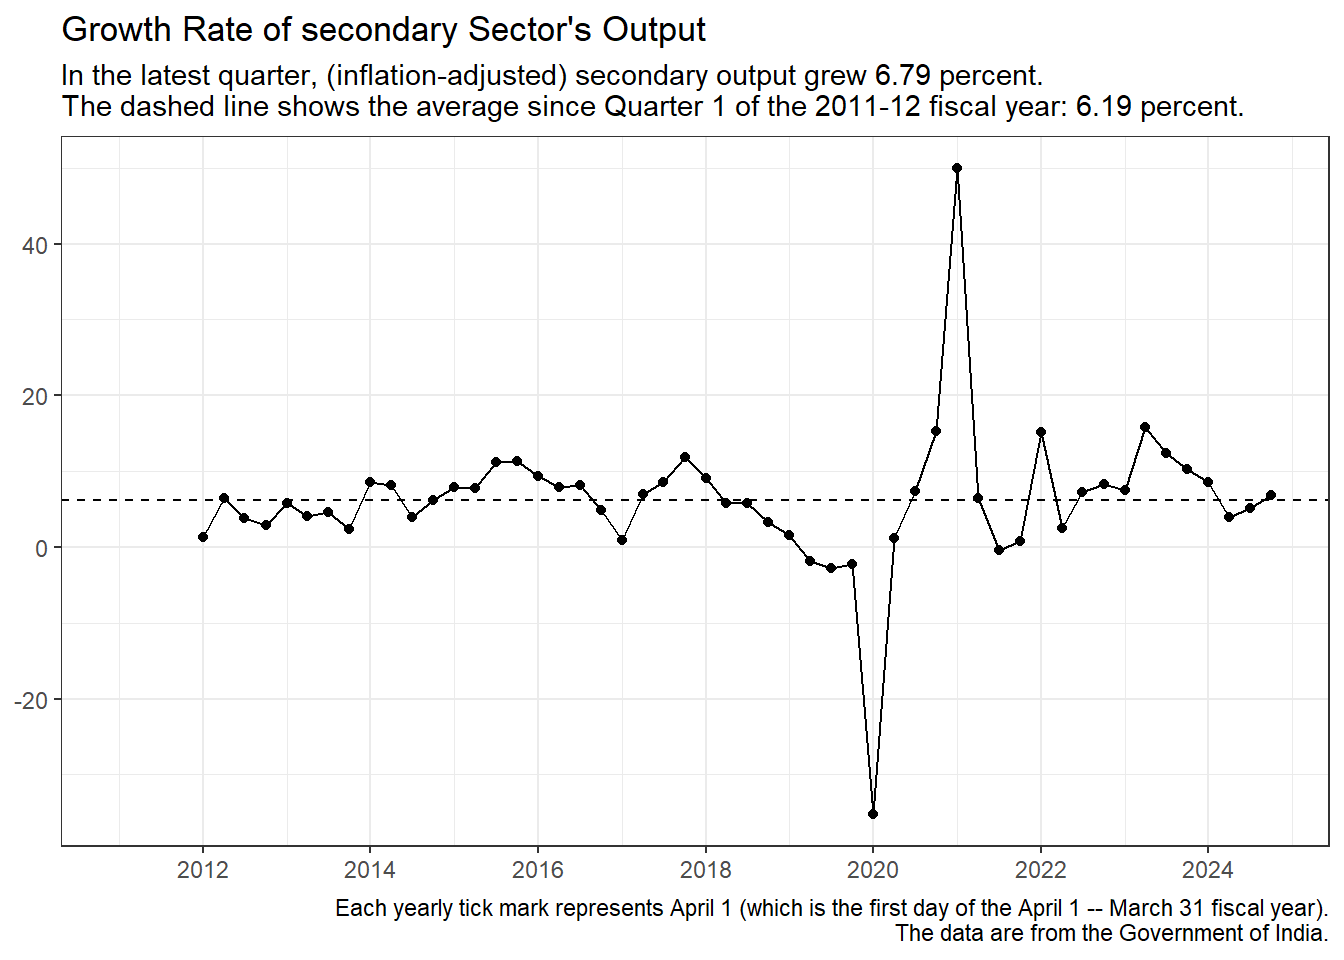 Growth Rate of secondary Sector's Output
In the latest quarter, (inflation-adjusted) secondary output grew 6.79 percent.
The dashed line shows the average since Quarter 1 of the 2011-12 fiscal year: 6.19 percent.
40
20
0
-20
2012 2014 2016 2018 2020 2022 2024
Each yearly tick mark represents April 1 (which is the first day of the April 1 -- March 31 fiscal year).
The data are from the Government of India.